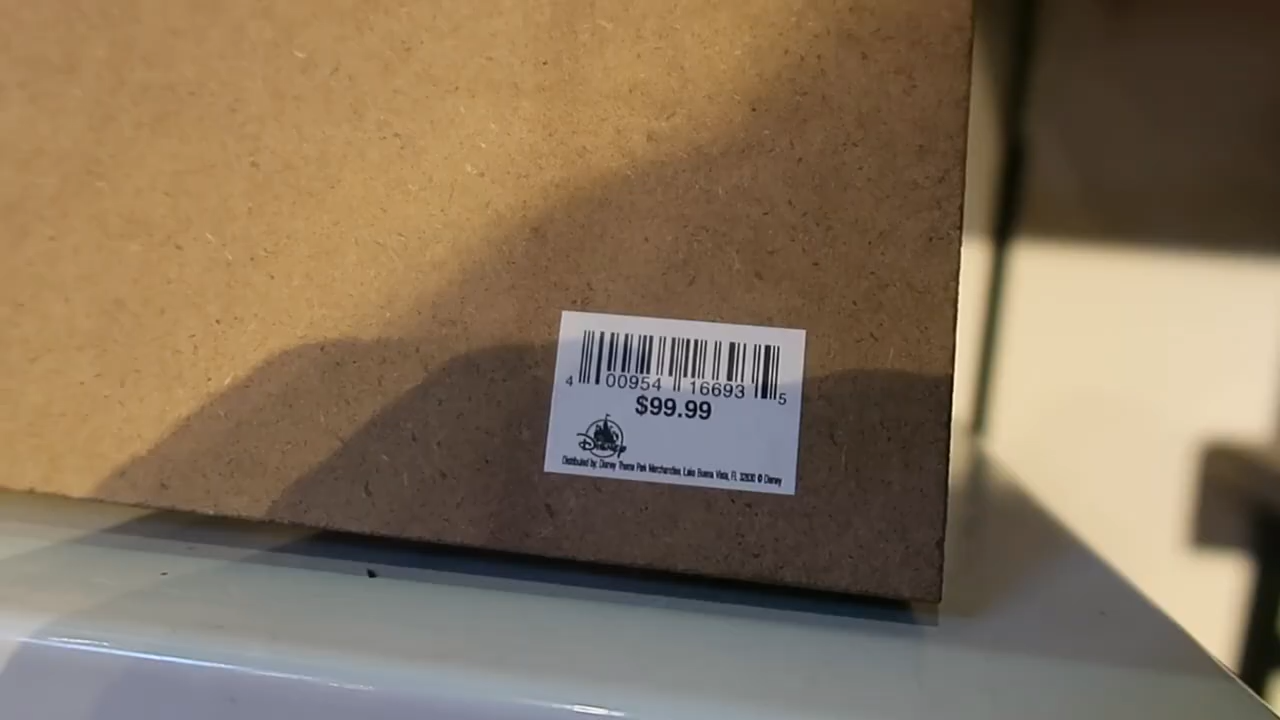 4 00954 16693 5
$99.99
Disney
Distributed by: Disney Theme Park Merchandise, Lake Buena Vista, FL 32830 © Disney